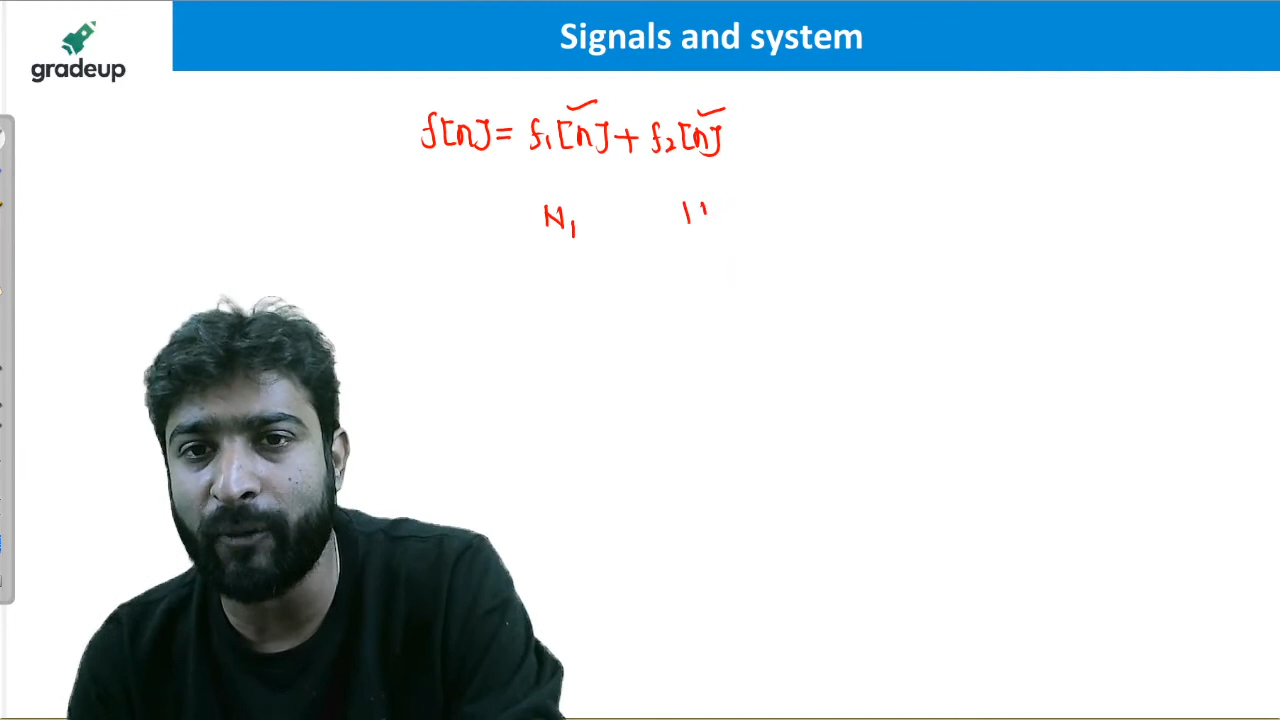 Signals and system
gradeup
f[n] = f₁[n] + f₂[n]
N₁